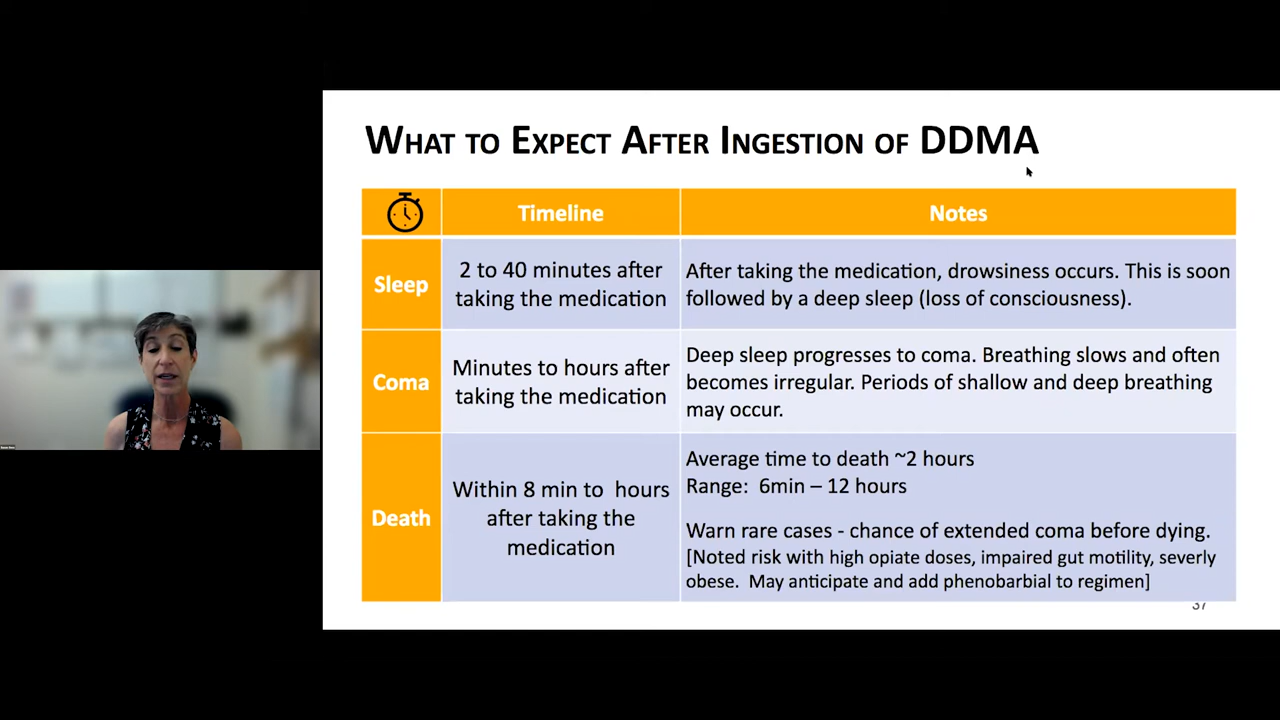 WHAT TO EXPECT AFTER INGESTION OF DDMA
Timeline
Notes
Sleep
2 to 40 minutes after
taking the medication
After taking the medication, drowsiness occurs. This is soon
followed by a deep sleep (loss of consciousness).
Coma
Minutes to hours after
taking the medication
Deep sleep progresses to coma. Breathing slows and often
becomes irregular. Periods of shallow and deep breathing
may occur.
Death
Within 8 min to hours
after taking the
medication
Average time to death ~2 hours
Range: 6min – 12 hours
Warn rare cases - chance of extended coma before dying.
[Noted risk with high opiate doses, impaired gut motility, severly
obese. May anticipate and add phenobarbial to regimen]
37